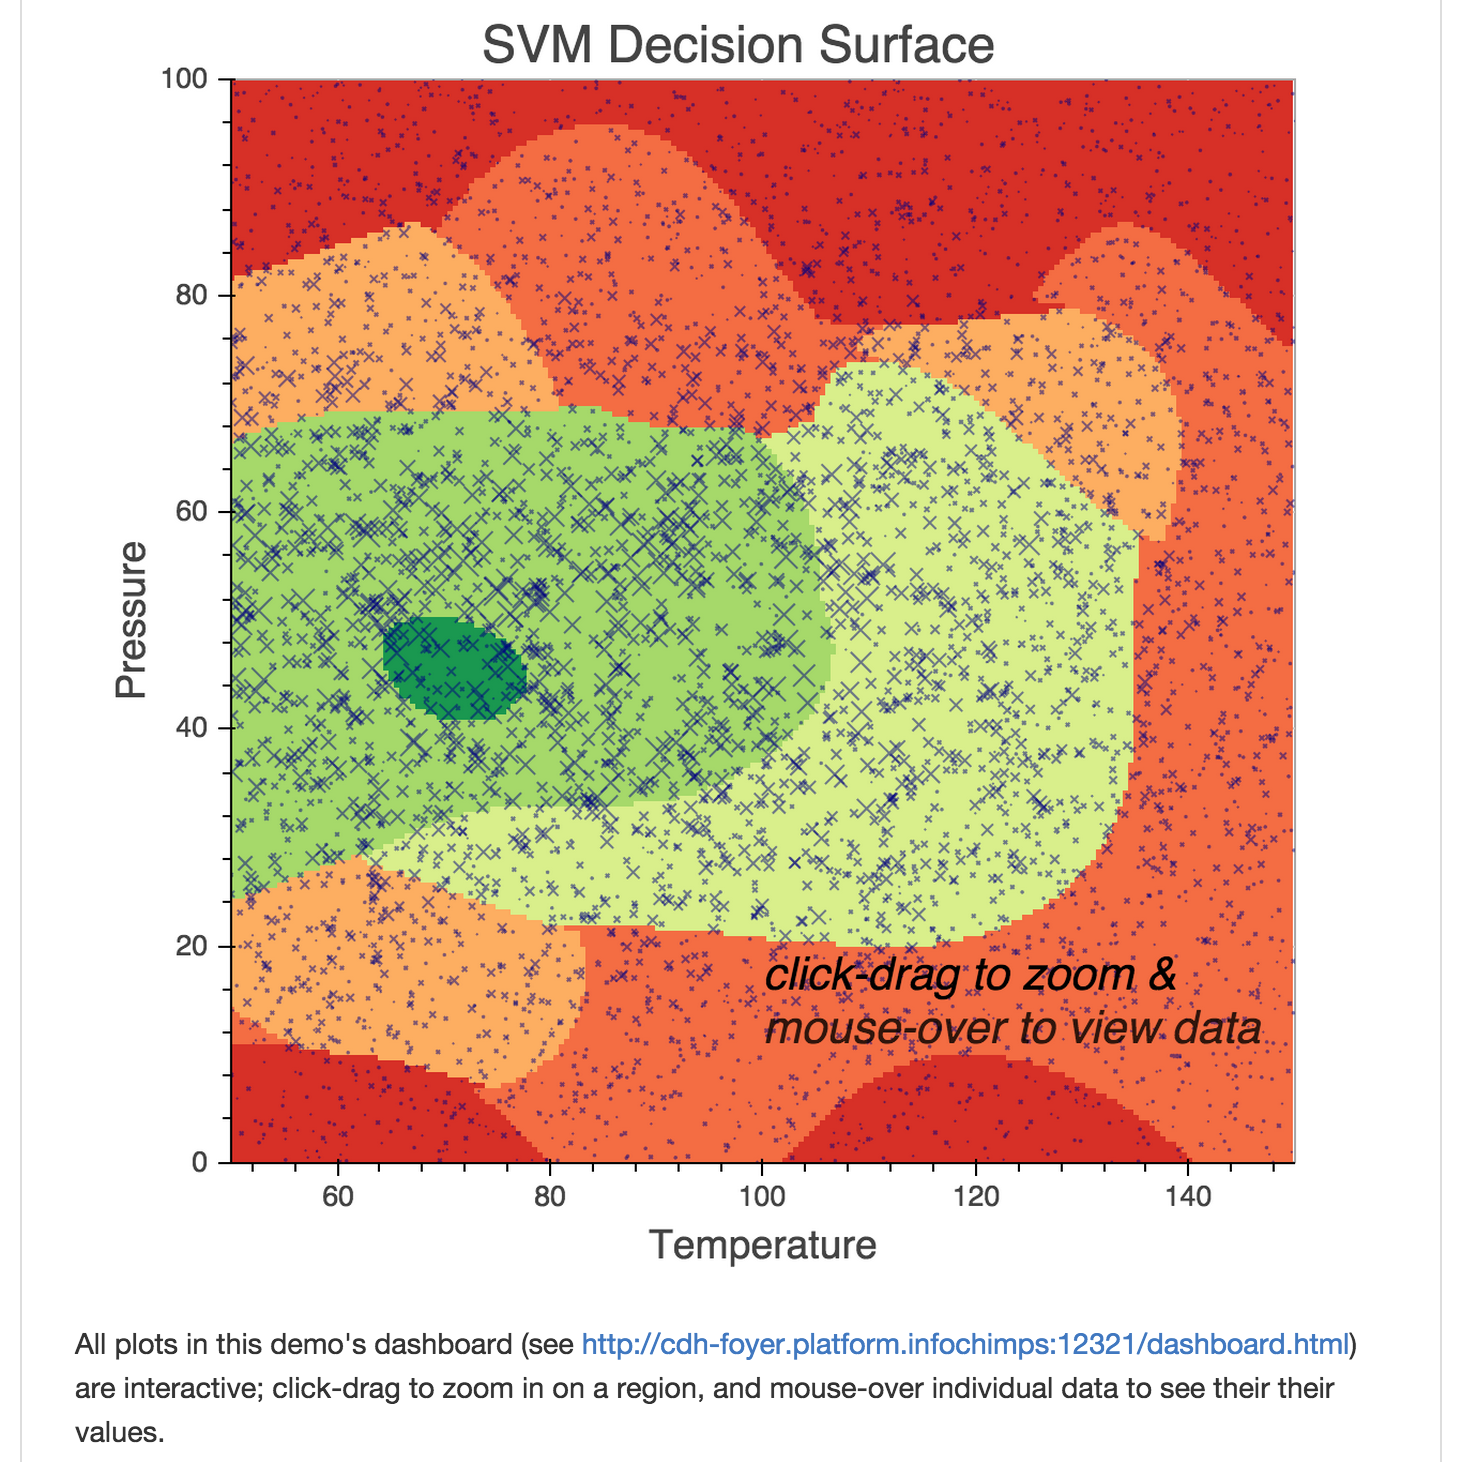 SVM Decision Surface
100
80
60
40
20
0
Pressure
click-drag to zoom &
mouse-over to view data
60 80 100 120 140
Temperature
All plots in this demo's dashboard (see http://cdh-foyer.platform.infochimps:12321/dashboard.html)
are interactive; click-drag to zoom in on a region, and mouse-over individual data to see their their
values.